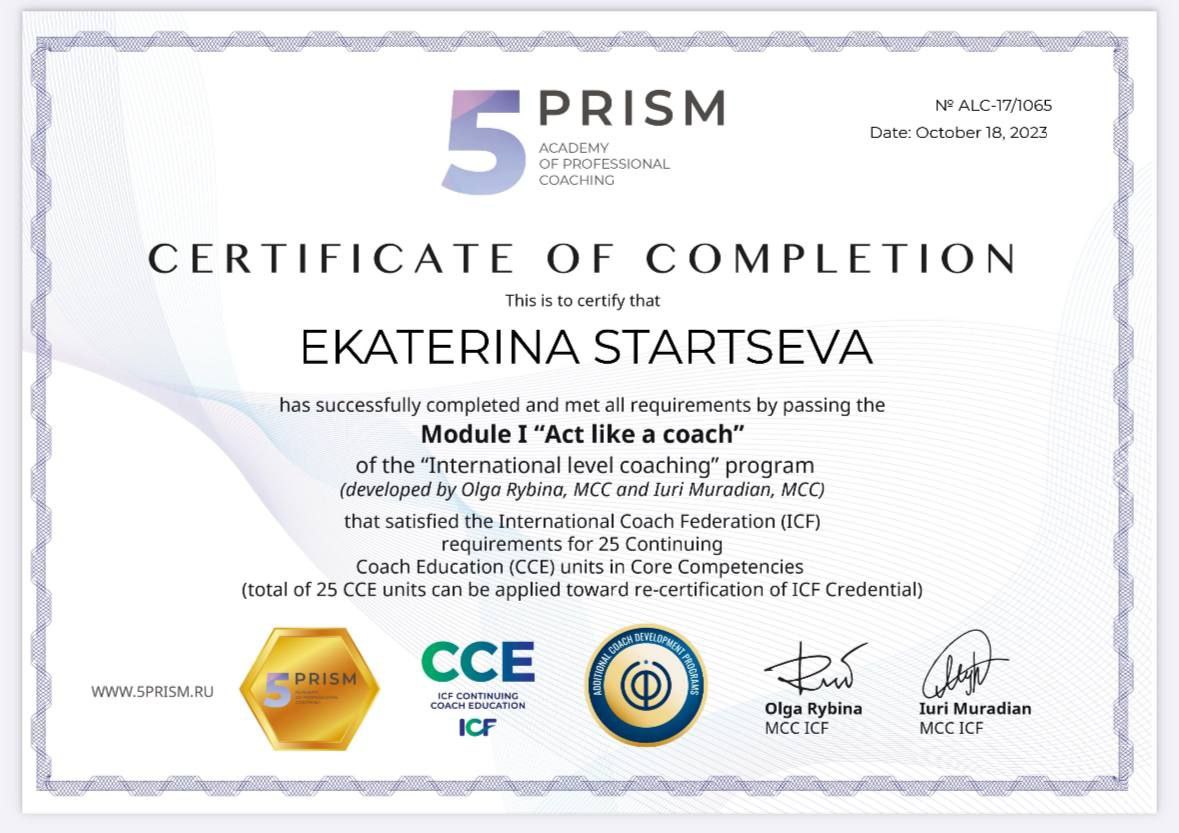 5 PRISM
ACADEMY
OF PROFESSIONAL
COACHING
№ ALC-17/1065
Date: October 18, 2023
CERTIFICATE OF COMPLETION
This is to certify that
EKATERINA STARTSEVA
has successfully completed and met all requirements by passing the
Module I “Act like a coach”
of the “International level coaching” program
(developed by Olga Rybina, MCC and Iuri Muradian, MCC)
that satisfied the International Coach Federation (ICF)
requirements for 25 Continuing
Coach Education (CCE) units in Core Competencies
(total of 25 CCE units can be applied toward re-certification of ICF Credential)
WWW.5PRISM.RU
5 PRISM
ACADEMY
OF PROFESSIONAL
COACHING
CCE
ICF CONTINUING
COACH EDUCATION
ICF
ADDITIONAL COACH DEVELOPMENT PROGRAMS
Olga Rybina
MCC ICF
Iuri Muradian
MCC ICF